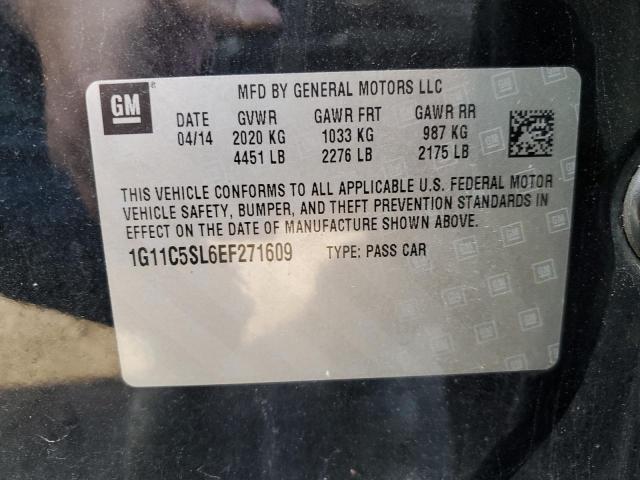 GM
MFD BY GENERAL MOTORS LLC
DATE GVWR GAWR FRT GAWR RR
04/14 2020 KG 1033 KG 987 KG
4451 LB 2276 LB 2175 LB
THIS VEHICLE CONFORMS TO ALL APPLICABLE U.S. FEDERAL MOTOR
VEHICLE SAFETY, BUMPER, AND THEFT PREVENTION STANDARDS IN
EFFECT ON THE DATE OF MANUFACTURE SHOWN ABOVE.
1G11C5SL6EF271609 TYPE: PASS CAR